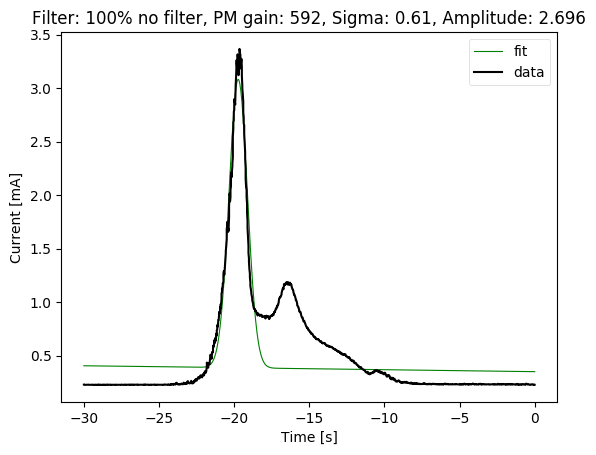 Filter: 100% no filter, PM gain: 592, Sigma: 0.61, Amplitude: 2.696
3.5
3.0
2.5
2.0
1.5
1.0
0.5
Current [mA]
fit
data
−30
−25
−20
−15
−10
−5
0
Time [s]